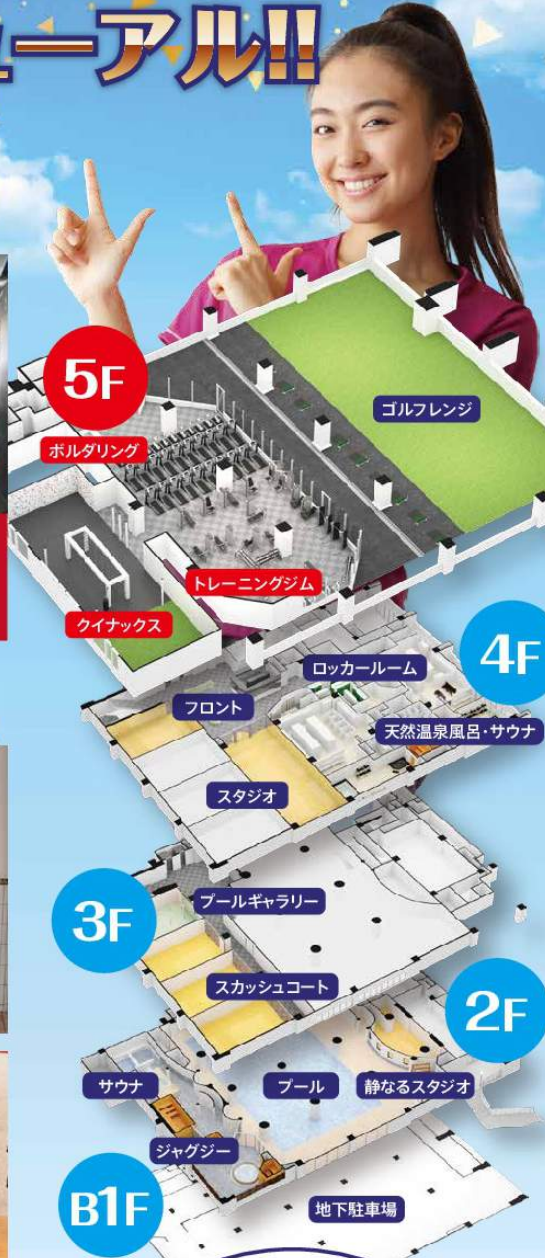 ューアル!!
5F
ゴルフレンジ
ボルダリング
トレーニングジム
クイナックス
4F
ロッカールーム
フロント
天然温泉風呂・サウナ
スタジオ
3F
プールギャラリー
スカッシュコート
2F
サウナ
プール
静なるスタジオ
ジャグジー
B1F
地下駐車場